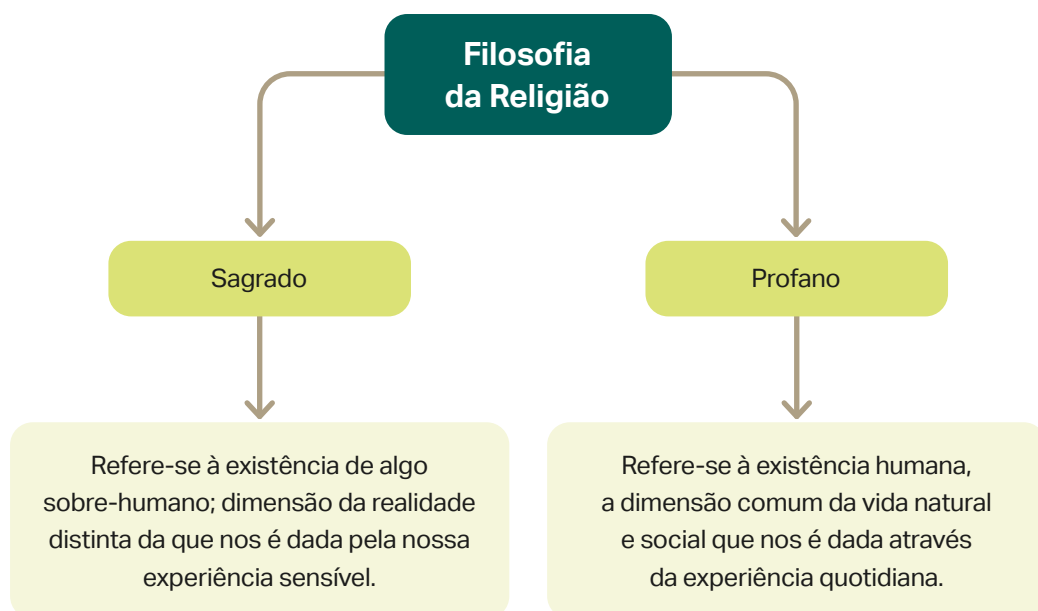 Filosofia
da Religião
Sagrado
Profano
Refere-se à existência de algo
sobre-humano; dimensão da realidade
distinta da que nos é dada pela nossa
experiência sensível.
Refere-se à existência humana,
a dimensão comum da vida natural
e social que nos é dada através
da experiência quotidiana.